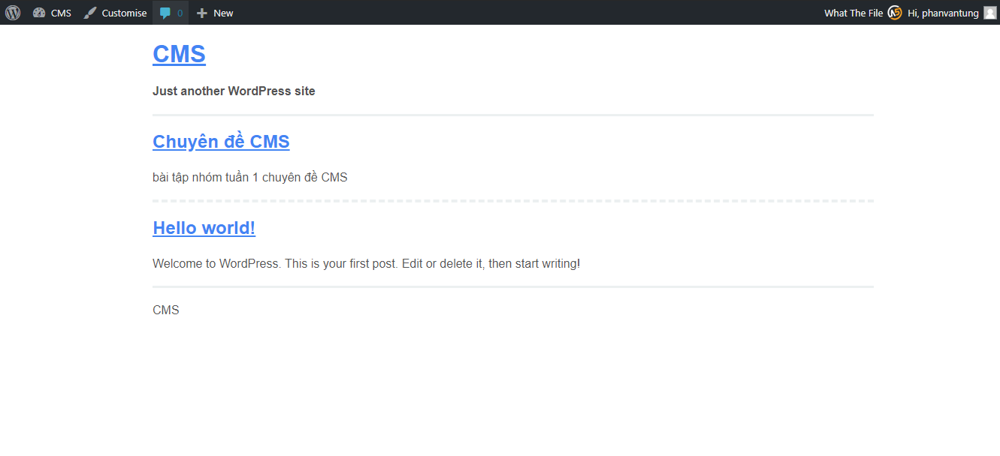 CMS Customise 0 New What The File Hi, phanvantung
CMS
Just another WordPress site
Chuyên đề CMS
bài tập nhóm tuần 1 chuyên đề CMS
Hello world!
Welcome to WordPress. This is your first post. Edit or delete it, then start writing!
CMS